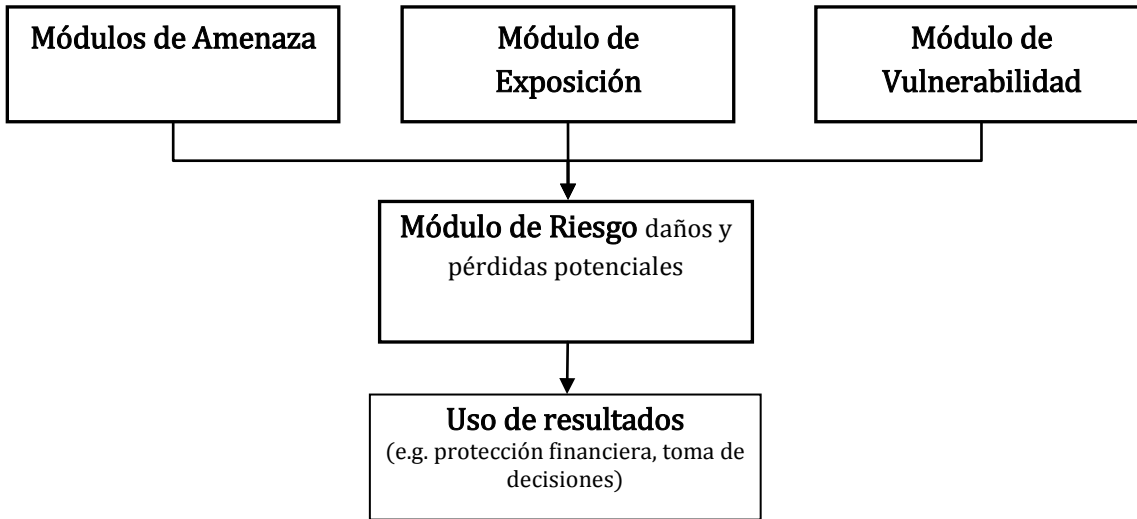 Módulos de Amenaza
Módulo de
Exposición
Módulo de
Vulnerabilidad
Módulo de Riesgo daños y
pérdidas potenciales
Uso de resultados
(e.g. protección financiera, toma de
decisiones)